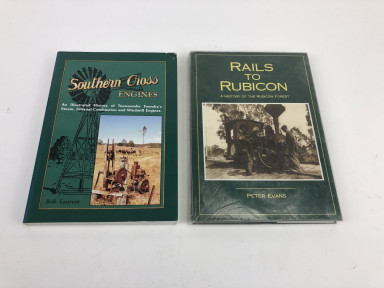 Southern Cross
ENGINES
An Illustrated History of Toowoomba Foundry's
Steam, Internal Combustion and Windmill Engines.
RAILS
TO
RUBICON
A HISTORY OF THE RUBICON FOREST
PETER EVANS